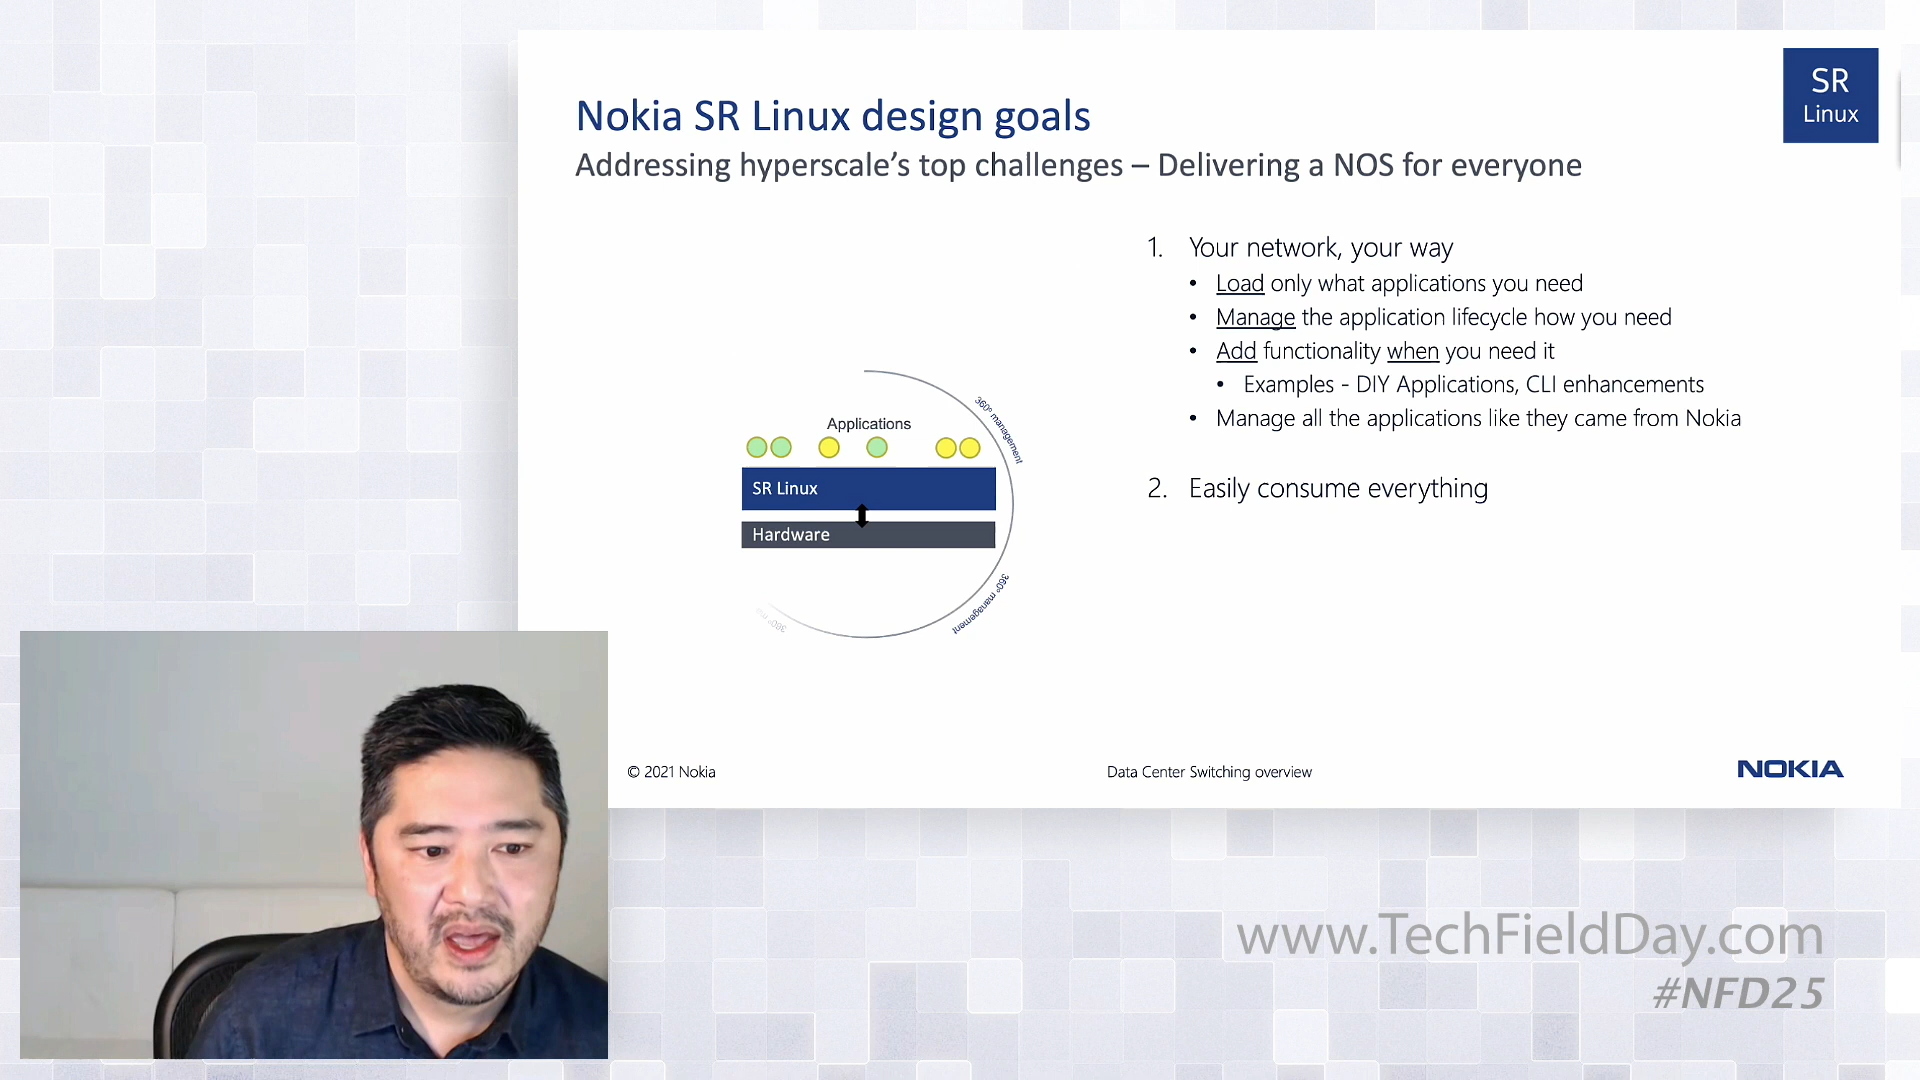 SR
Linux
Nokia SR Linux design goals
Addressing hyperscale's top challenges – Delivering a NOS for everyone
1. Your network, your way
• Load only what applications you need
• Manage the application lifecycle how you need
• Add functionality when you need it
• Examples - DIY Applications, CLI enhancements
• Manage all the applications like they came from Nokia
2. Easily consume everything
360º management
Applications
SR Linux
Hardware
360º management
360º
© 2021 Nokia
Data Center Switching overview
NOKIA
www.TechFieldDay.com
#NFD25